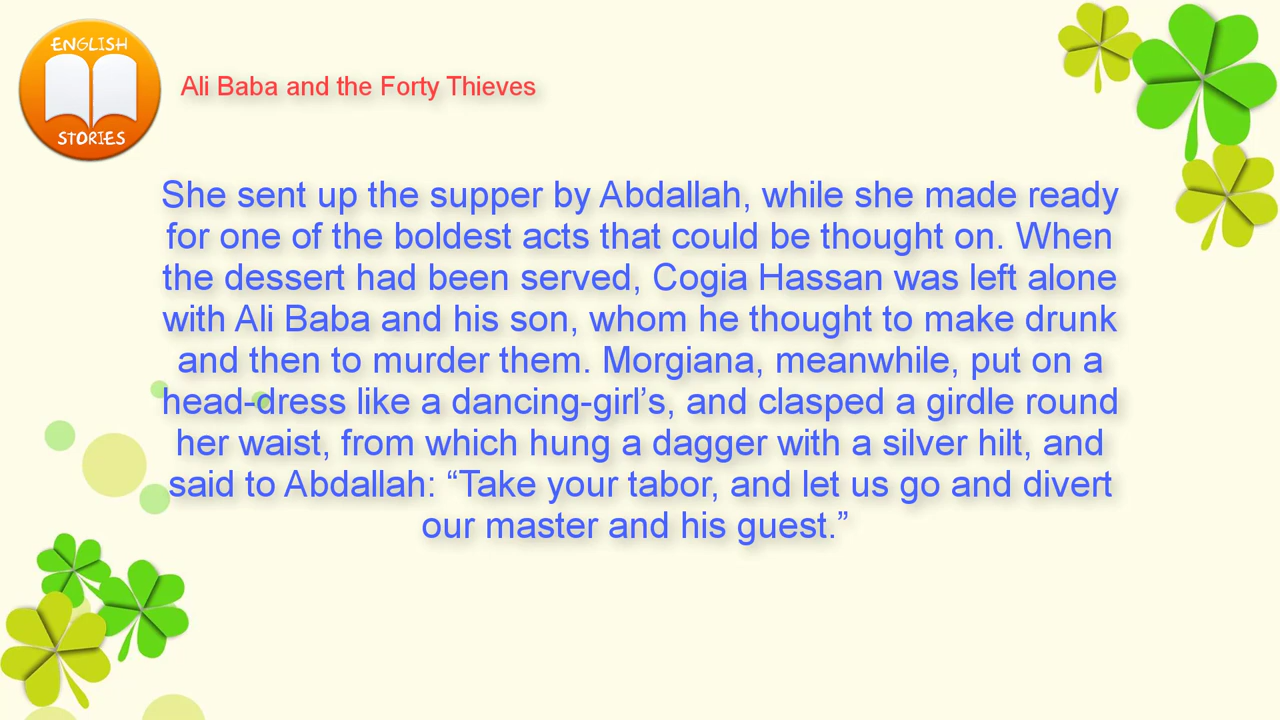 ENGLISH
STORIES
Ali Baba and the Forty Thieves
She sent up the supper by Abdallah, while she made ready
for one of the boldest acts that could be thought on. When
the dessert had been served, Cogia Hassan was left alone
with Ali Baba and his son, whom he thought to make drunk
and then to murder them. Morgiana, meanwhile, put on a
head-dress like a dancing-girl’s, and clasped a girdle round
her waist, from which hung a dagger with a silver hilt, and
said to Abdallah: “Take your tabor, and let us go and divert
our master and his guest.”